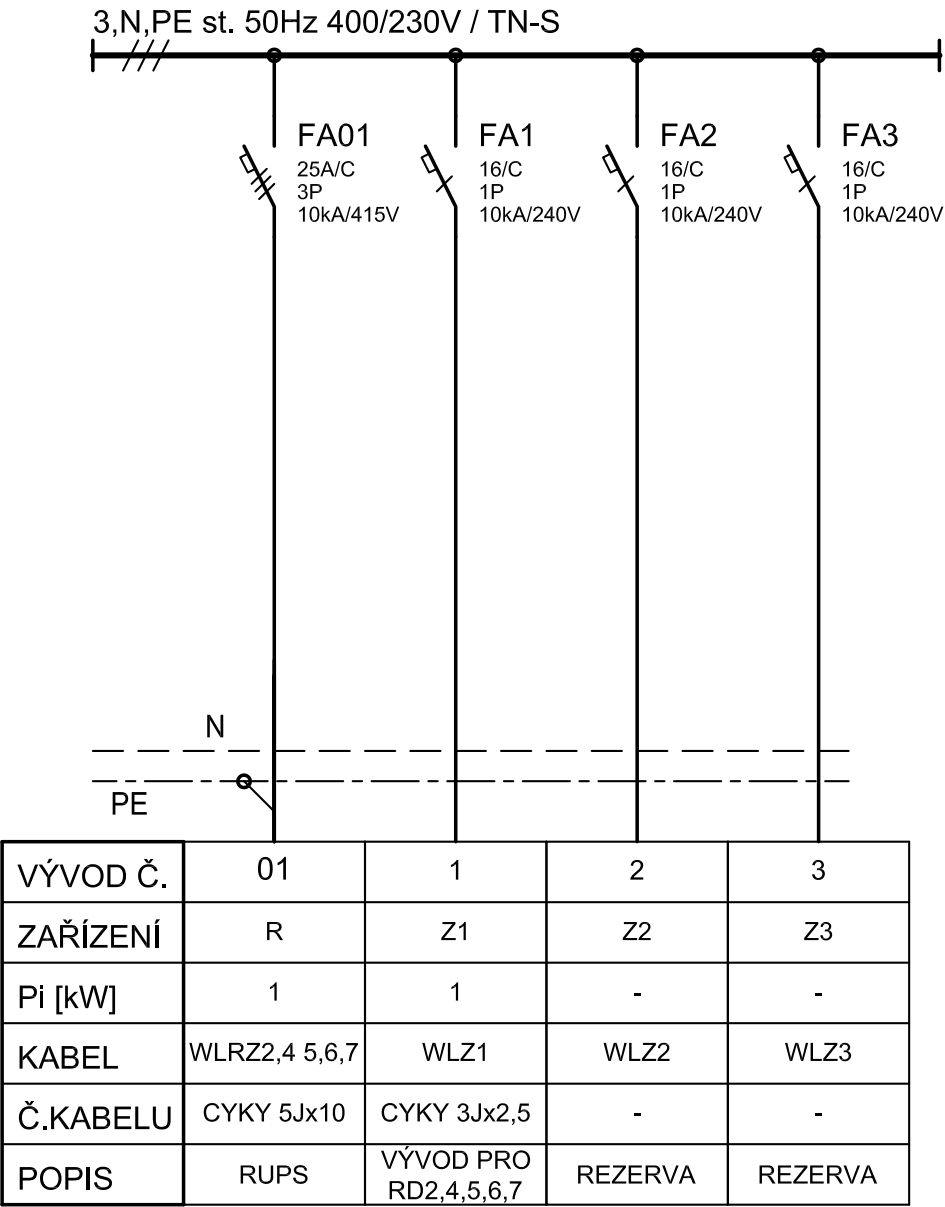 3,N,PE st. 50Hz 400/230V / TN-S
FA01
25A/C
3P
10kA/415V
FA1
16/C
1P
10kA/240V
FA2
16/C
1P
10kA/240V
FA3
16/C
1P
10kA/240V
N
PE
VÝVOD Č. 01 1 2 3
ZAŘÍZENÍ R Z1 Z2 Z3
Pi [kW] 1 1 - -
KABEL WLRZ2,4 5,6,7 WLZ1 WLZ2 WLZ3
Č.KABELU CYKY 5Jx10 CYKY 3Jx2,5 - -
POPIS RUPS VÝVOD PRO
RD2,4,5,6,7 REZERVA REZERVA